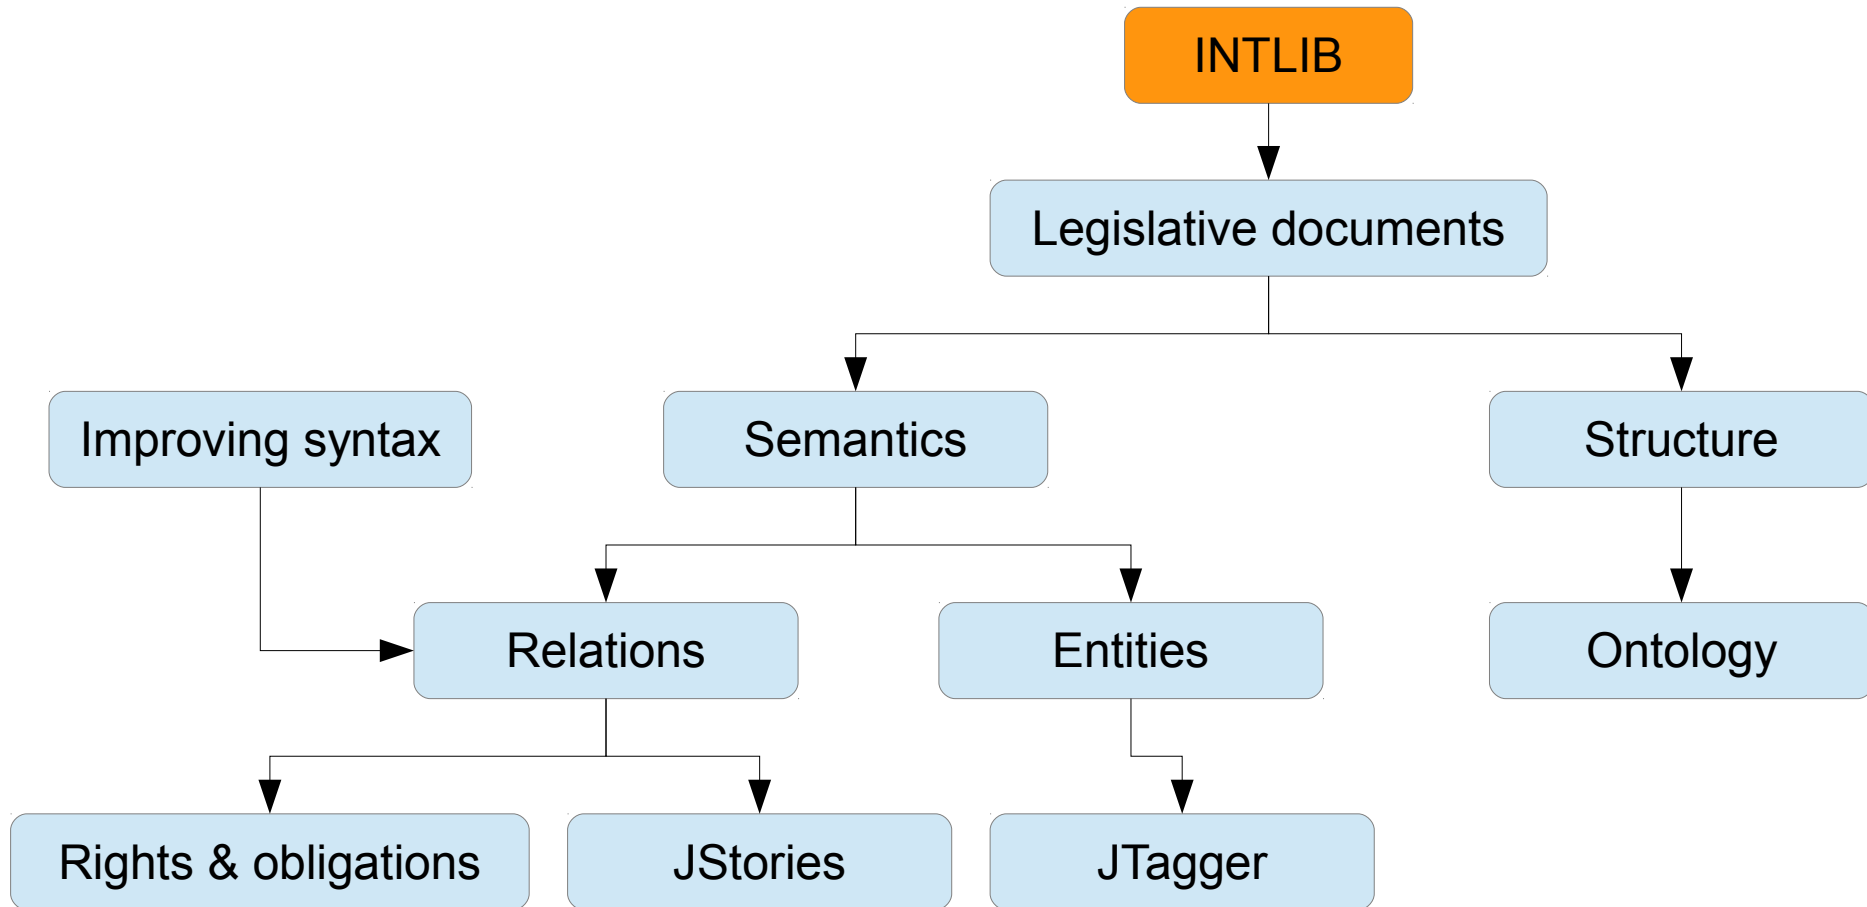 INTLIB
Legislative documents
Improving syntax
Semantics
Structure
Relations
Entities
Ontology
Rights & obligations
JStories
JTagger